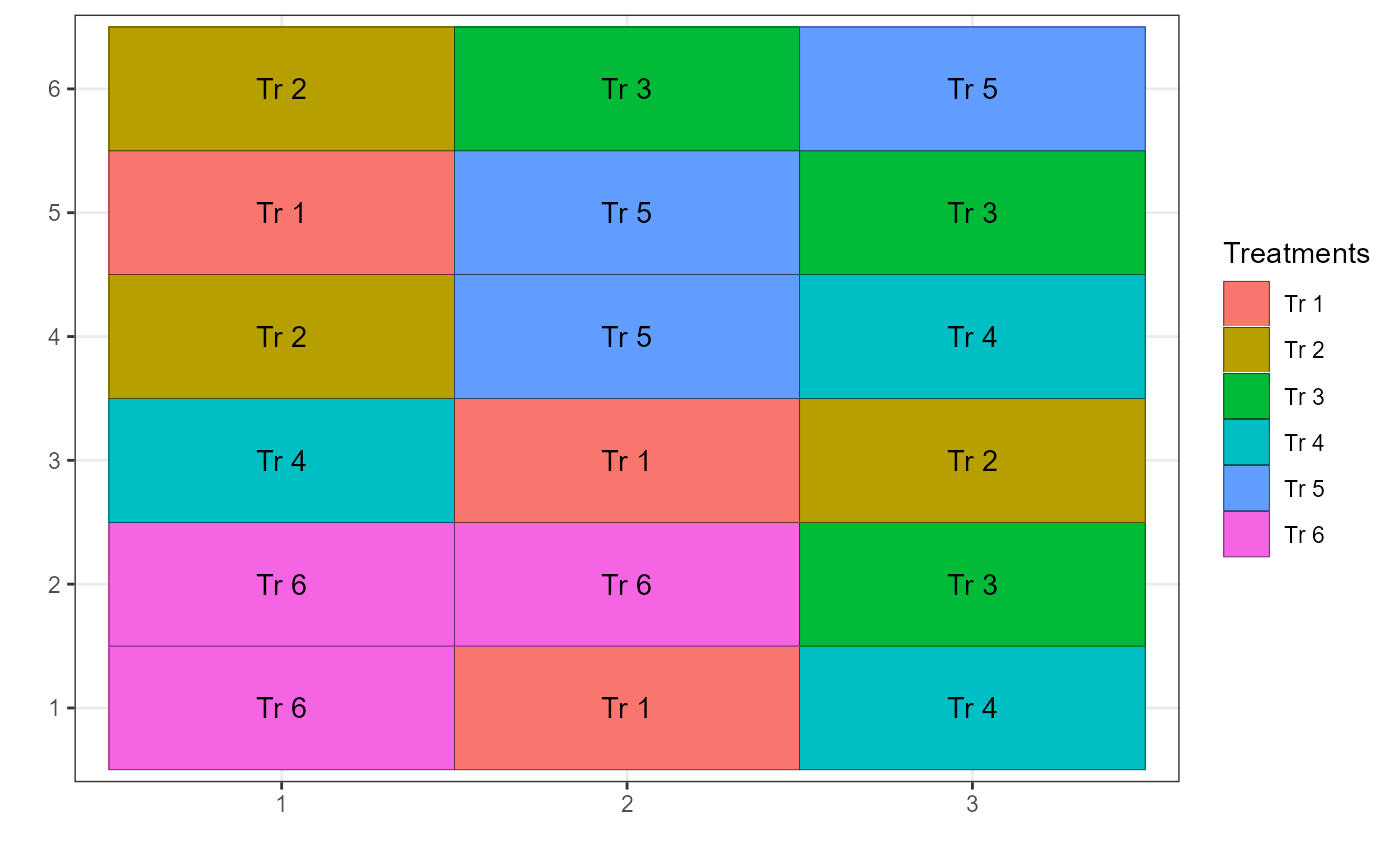 6 Tr 2 Tr 3 Tr 5
5 Tr 1 Tr 5 Tr 3
4 Tr 2 Tr 5 Tr 4
3 Tr 4 Tr 1 Tr 2
2 Tr 6 Tr 6 Tr 3
1 Tr 6 Tr 1 Tr 4
1 2 3
Treatments
Tr 1
Tr 2
Tr 3
Tr 4
Tr 5
Tr 6